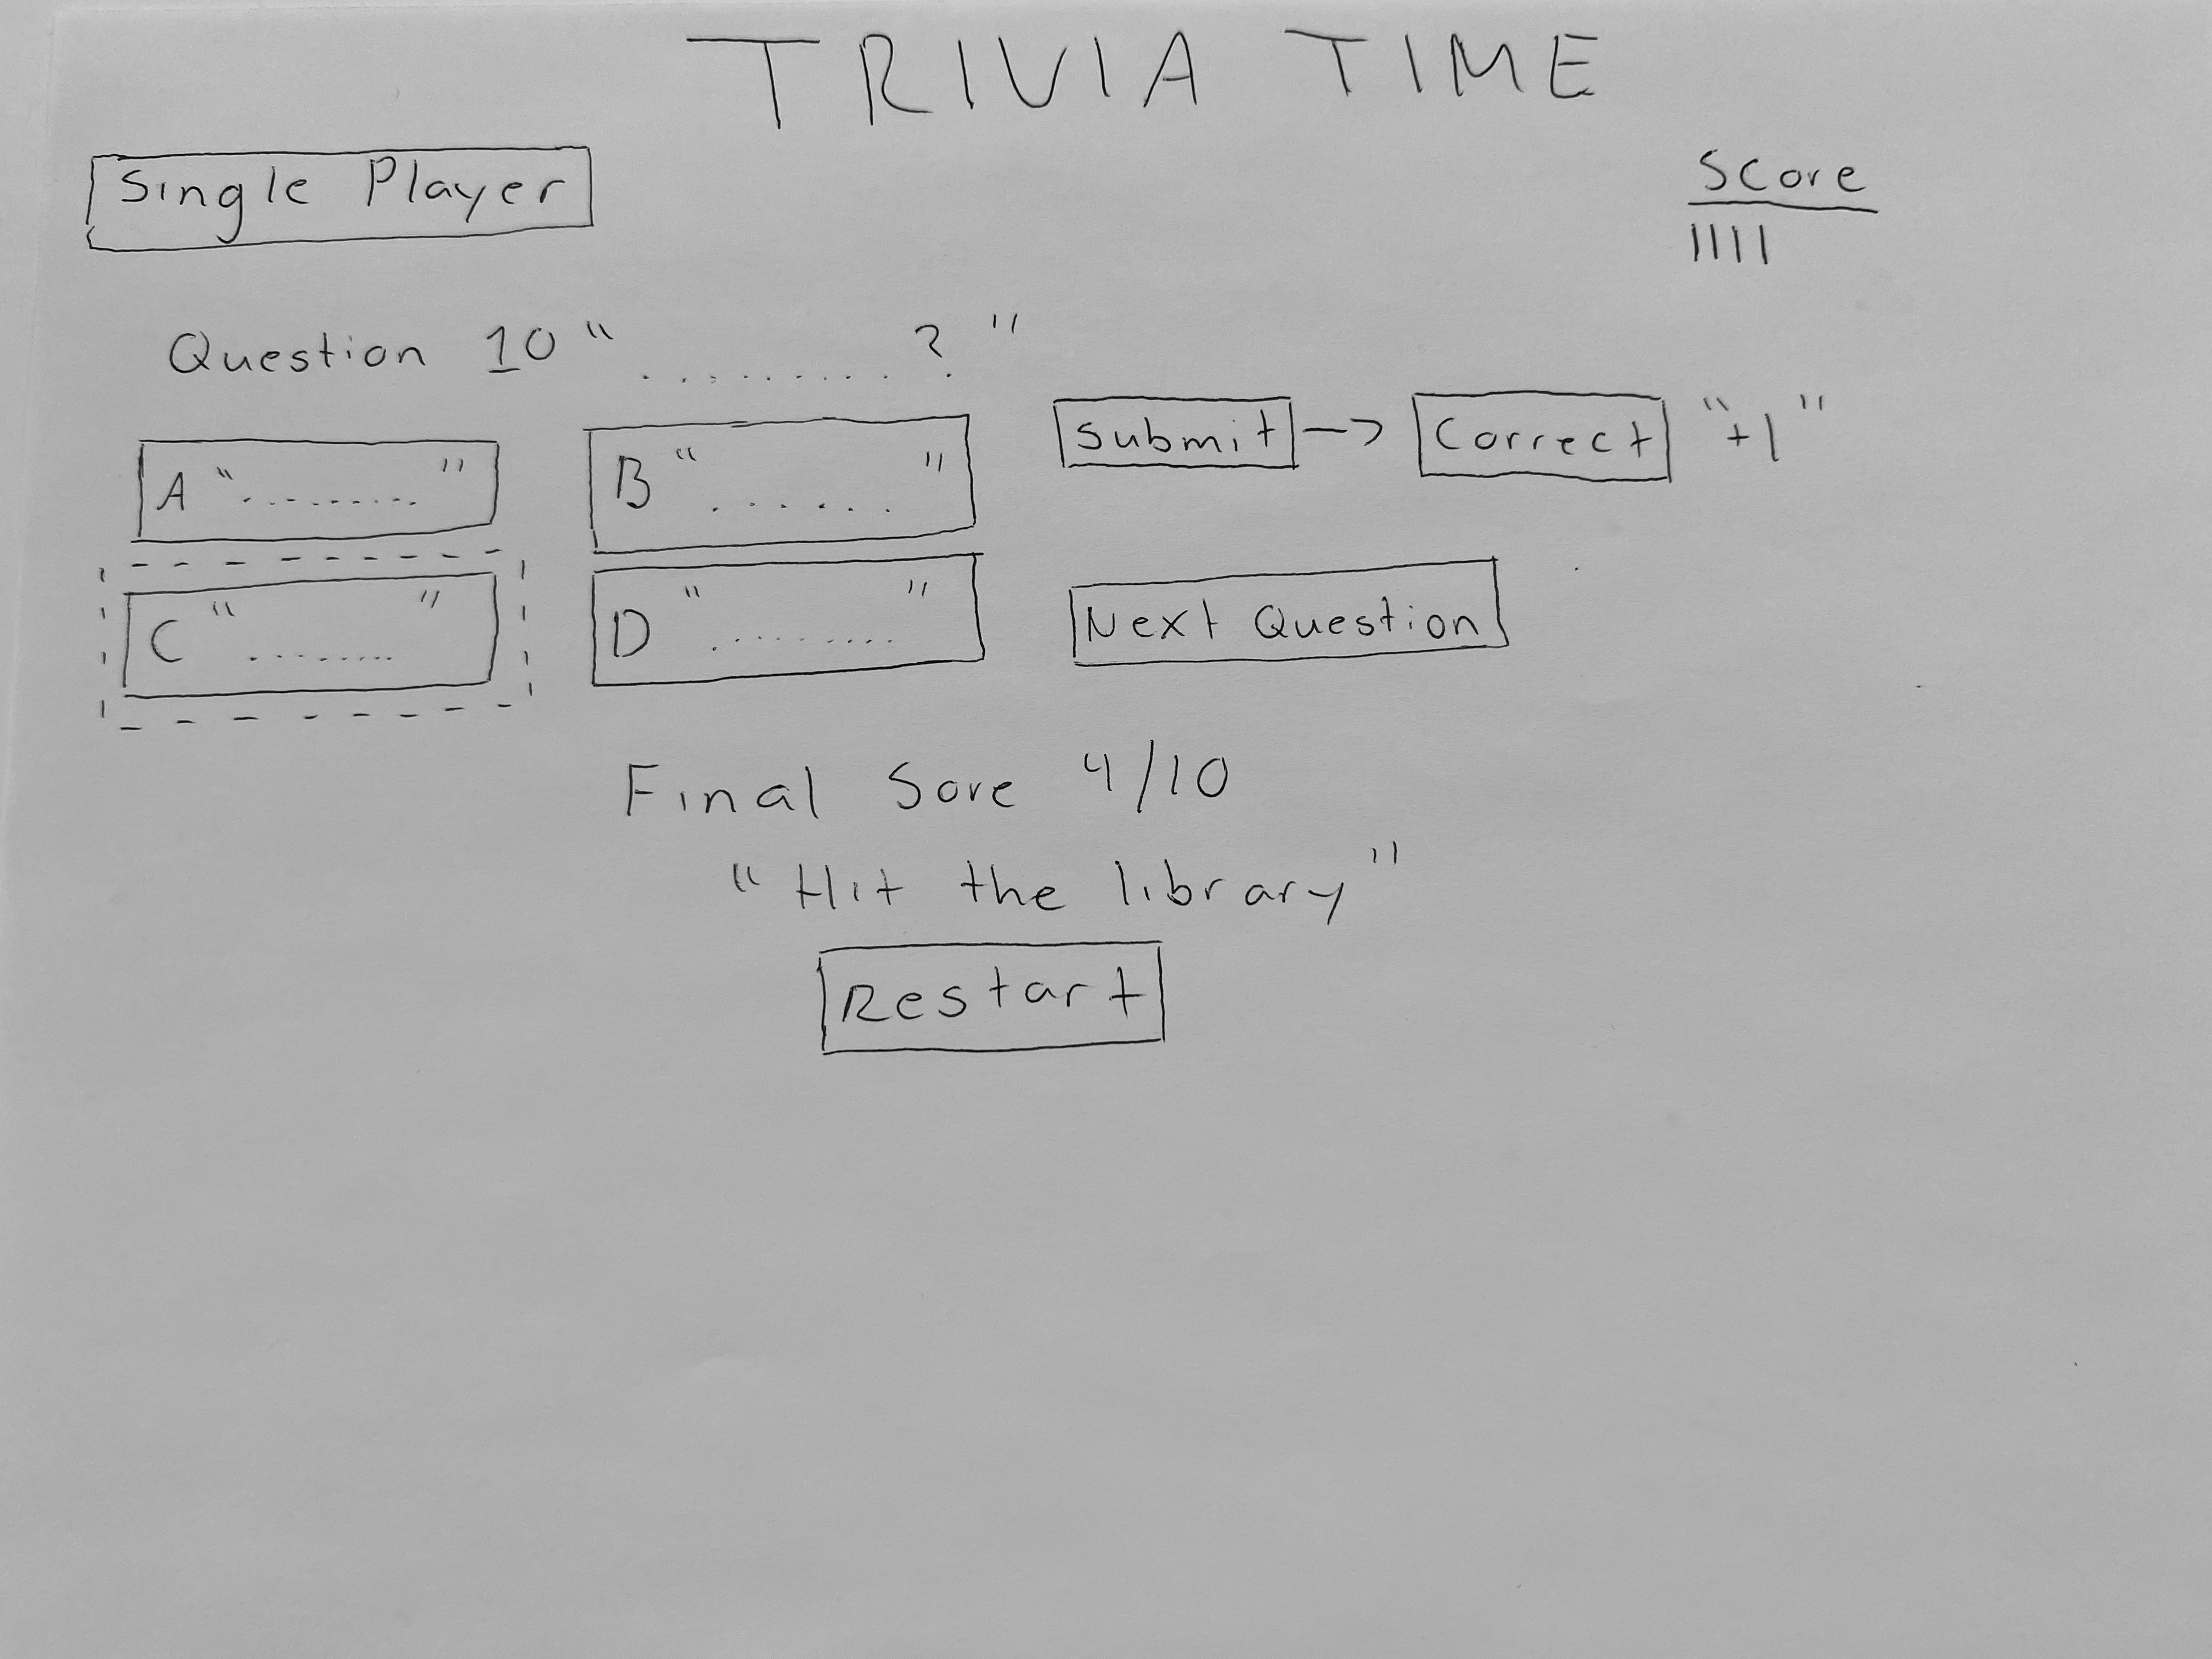 TRIVIA TIME
Single Player
Score
||||
Question 10 ".........?"
A "........."
B "......."
Submit -> Correct "+1"
C "........"
D "........."
Next Question
Final Sore 4/10
"Hit the library"
Restart